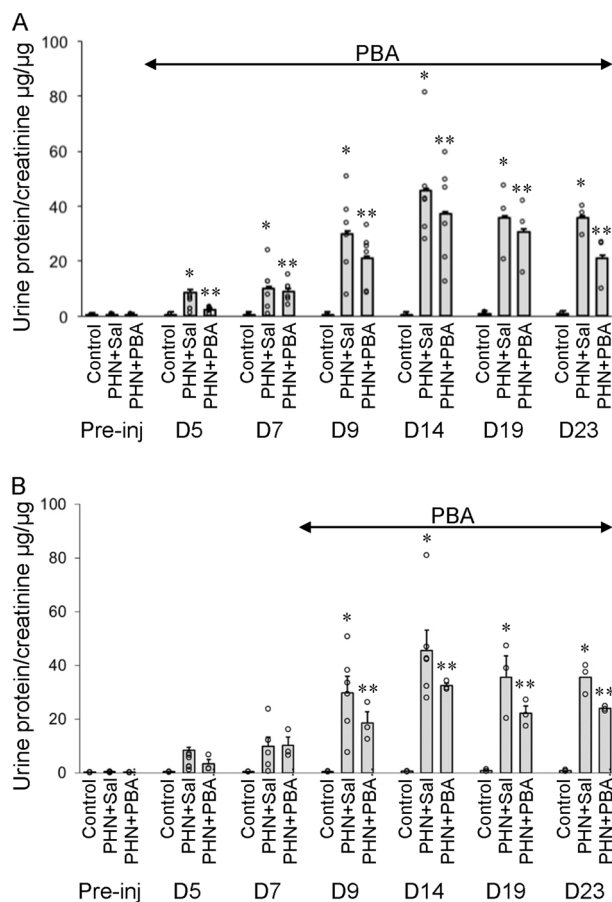 A
PBA
Urine protein/creatinine µg/µg
100
80
60
40
20
0
* ** * ** * ** * ** * ** * **
Control PHN+Sal PHN+PBA Control PHN+Sal PHN+PBA Control PHN+Sal PHN+PBA Control PHN+Sal PHN+PBA Control PHN+Sal PHN+PBA Control PHN+Sal PHN+PBA Control PHN+Sal PHN+PBA
Pre-inj D5 D7 D9 D14 D19 D23
B
PBA
Urine protein/creatinine µg/µg
100
80
60
40
20
0
* ** * ** * ** * **
Control PHN+Sal PHN+PBA Control PHN+Sal PHN+PBA Control PHN+Sal PHN+PBA Control PHN+Sal PHN+PBA Control PHN+Sal PHN+PBA Control PHN+Sal PHN+PBA Control PHN+Sal PHN+PBA
Pre-inj D5 D7 D9 D14 D19 D23